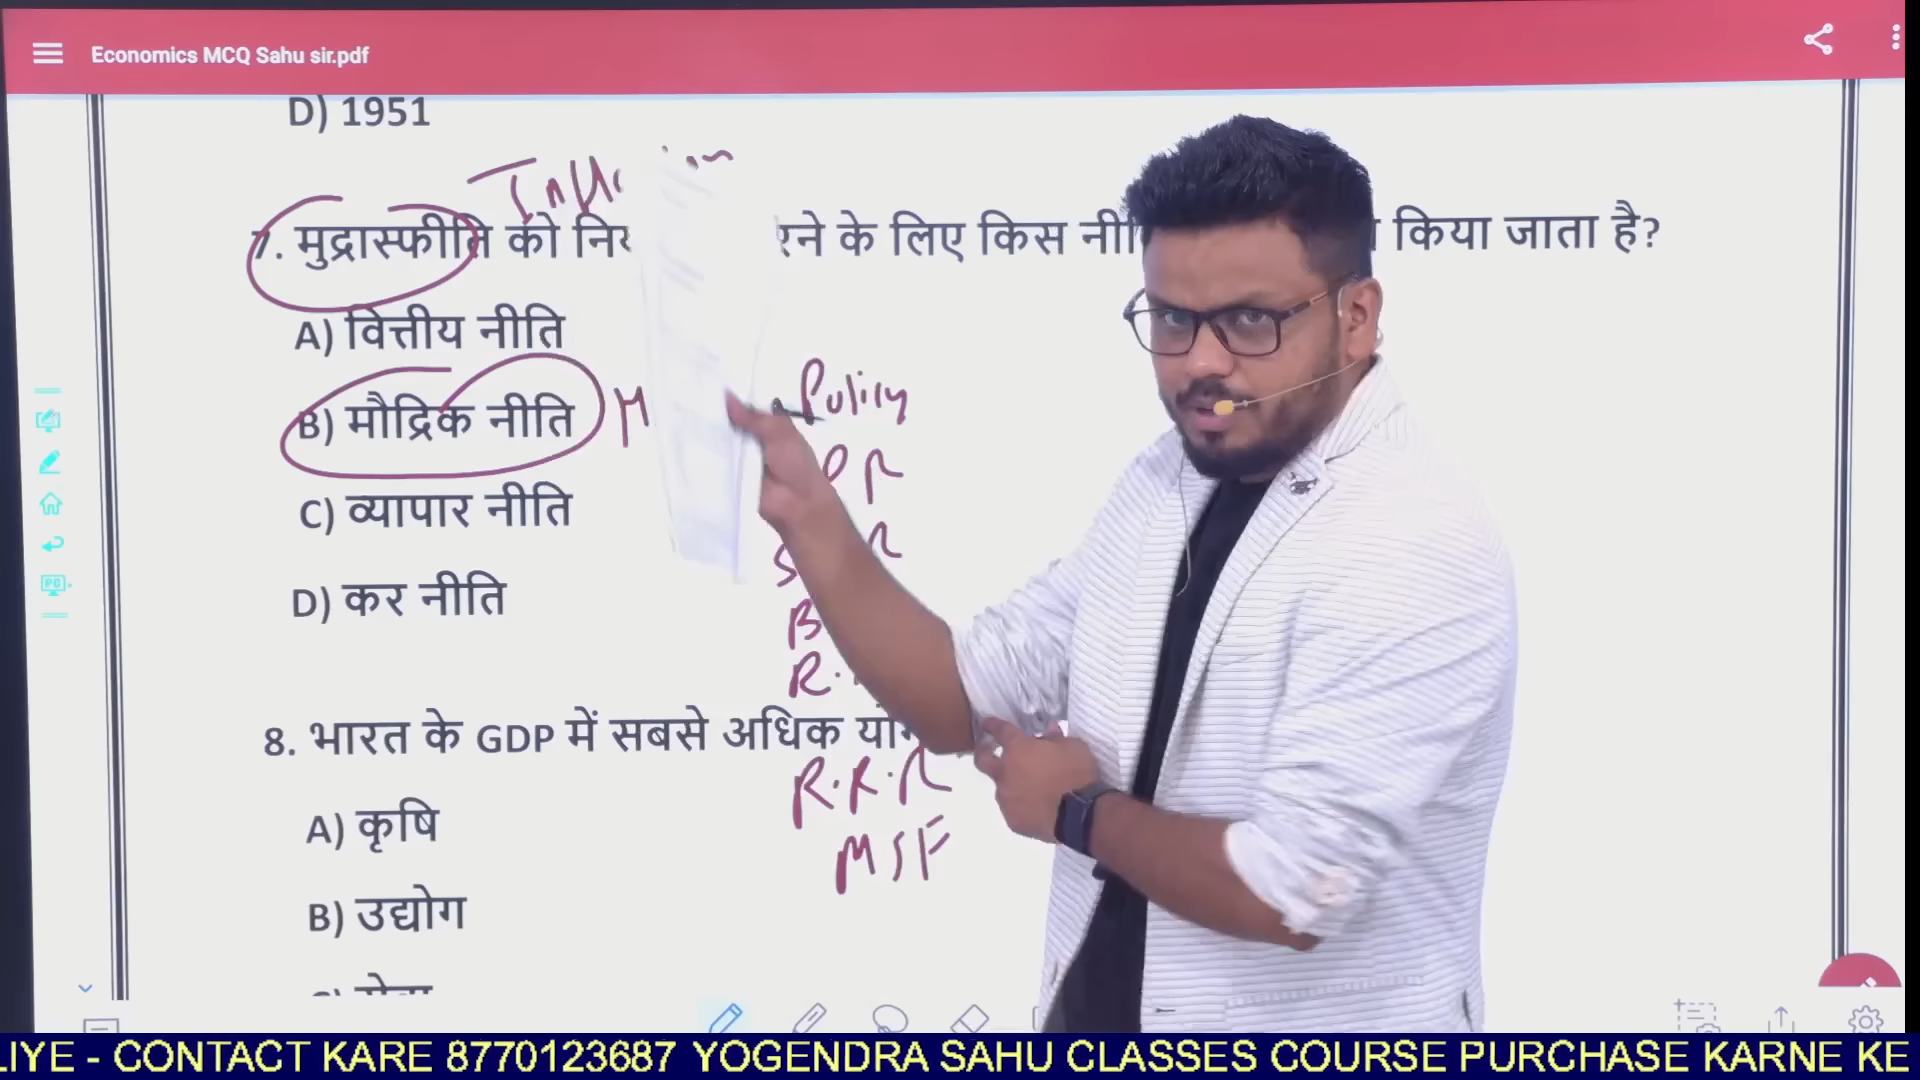 Economics MCQ Sahu sir.pdf
D) 1951
7. मुद्रास्फीति को रने के लिए किस किया जाता है?
A) वित्तीय नीति
B) मौद्रिक नीति
Policy
C) व्यापार नीति
D) कर नीति
8. भारत के GDP में सबसे अधिक
R.R.R
MSF
A) कृषि
B) उद्योग
LIYE - CONTACT KARE 8770123687 YOGENDRA SAHU CLASSES COURSE PURCHASE KARNE KE